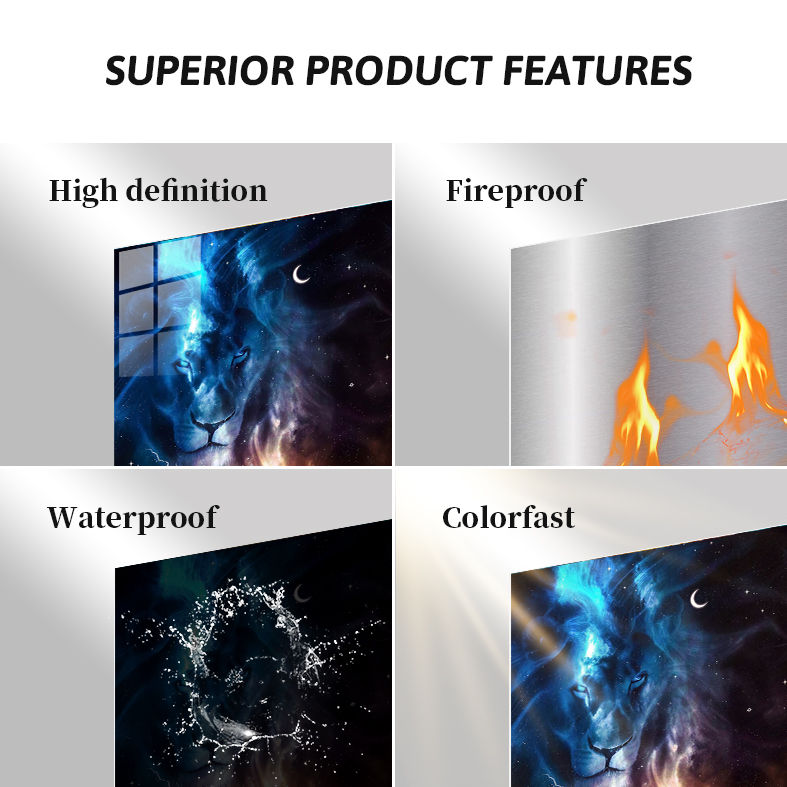 SUPERIOR PRODUCT FEATURES
High definition
Fireproof
Waterproof
Colorfast